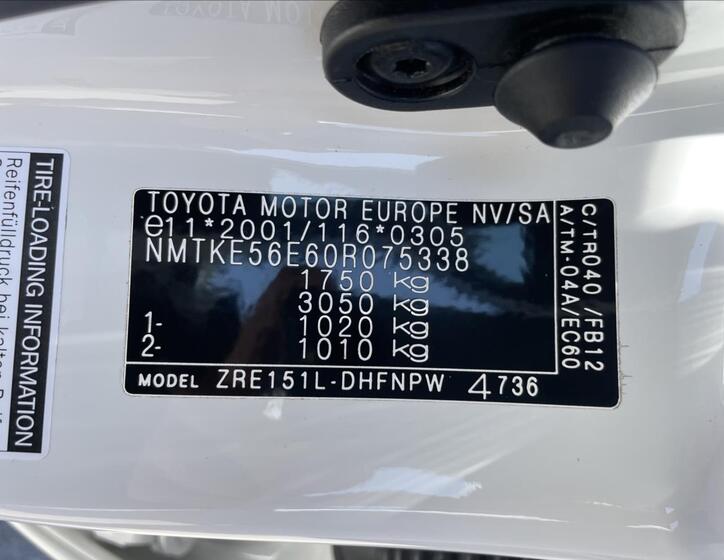 TOYOTA MOTOR EUROPE NV/SA
e11*2001/116*0305
NMTKE56E60R075338
1750 kg
3050 kg
1- 1020 kg
2- 1010 kg
MODEL ZRE151L-DHFNPW 4736
C/TR040 /FB12
A/TM-04A/EC60
TIRE-LOADING INFORMATION
Reifenfülldruck bei kalten